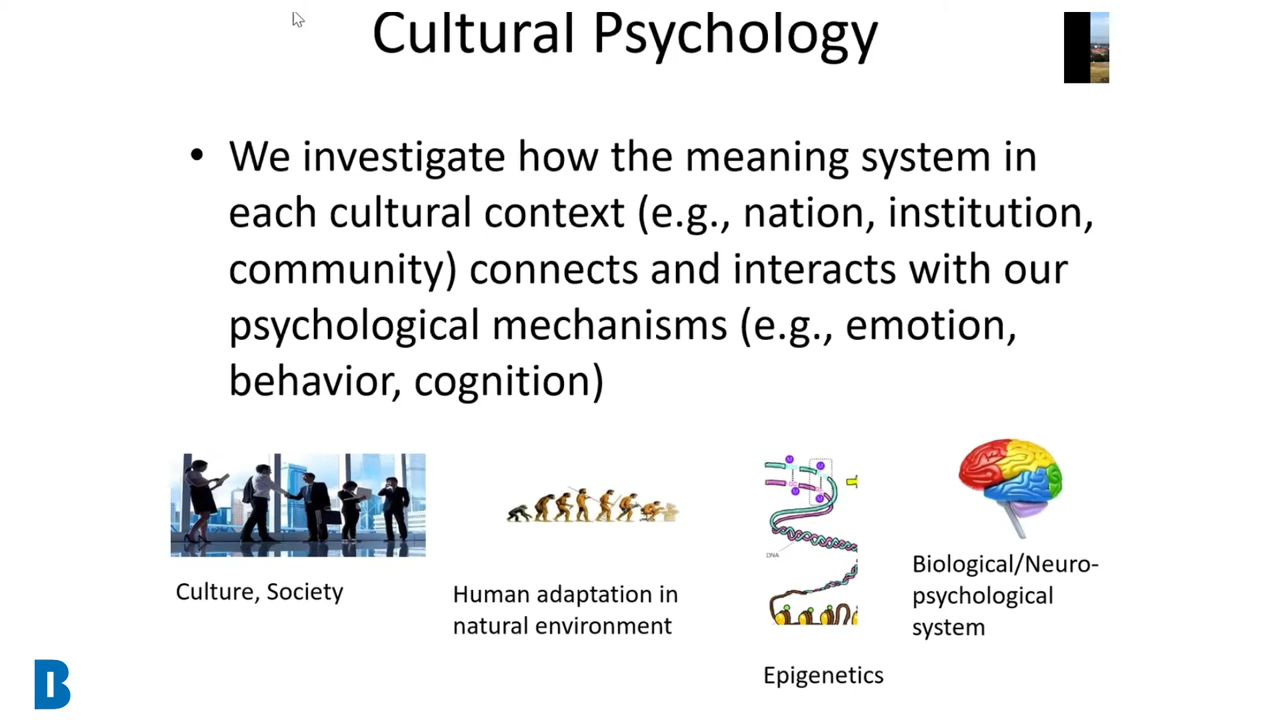 Cultural Psychology
• We investigate how the meaning system in
each cultural context (e.g., nation, institution,
community) connects and interacts with our
psychological mechanisms (e.g., emotion,
behavior, cognition)
DNA
Culture, Society
Human adaptation in
natural environment
Epigenetics
Biological/Neuro-
psychological
system
B